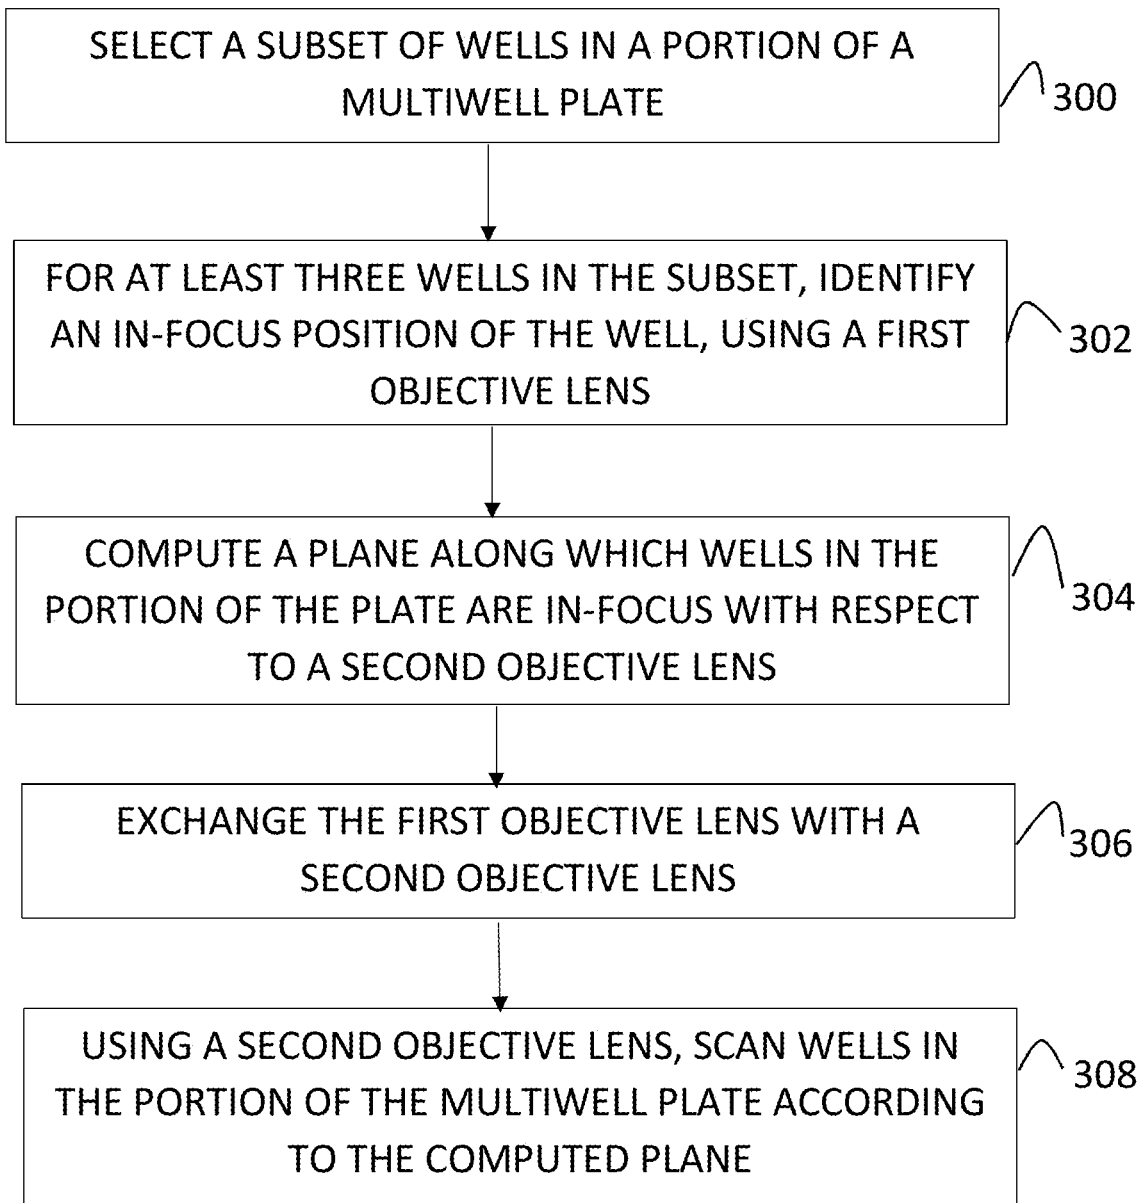 SELECT A SUBSET OF WELLS IN A PORTION OF A
MULTIWELL PLATE
300
FOR AT LEAST THREE WELLS IN THE SUBSET, IDENTIFY
AN IN-FOCUS POSITION OF THE WELL, USING A FIRST
OBJECTIVE LENS
302
COMPUTE A PLANE ALONG WHICH WELLS IN THE
PORTION OF THE PLATE ARE IN-FOCUS WITH RESPECT
TO A SECOND OBJECTIVE LENS
304
EXCHANGE THE FIRST OBJECTIVE LENS WITH A
SECOND OBJECTIVE LENS
306
USING A SECOND OBJECTIVE LENS, SCAN WELLS IN
THE PORTION OF THE MULTIWELL PLATE ACCORDING
TO THE COMPUTED PLANE
308